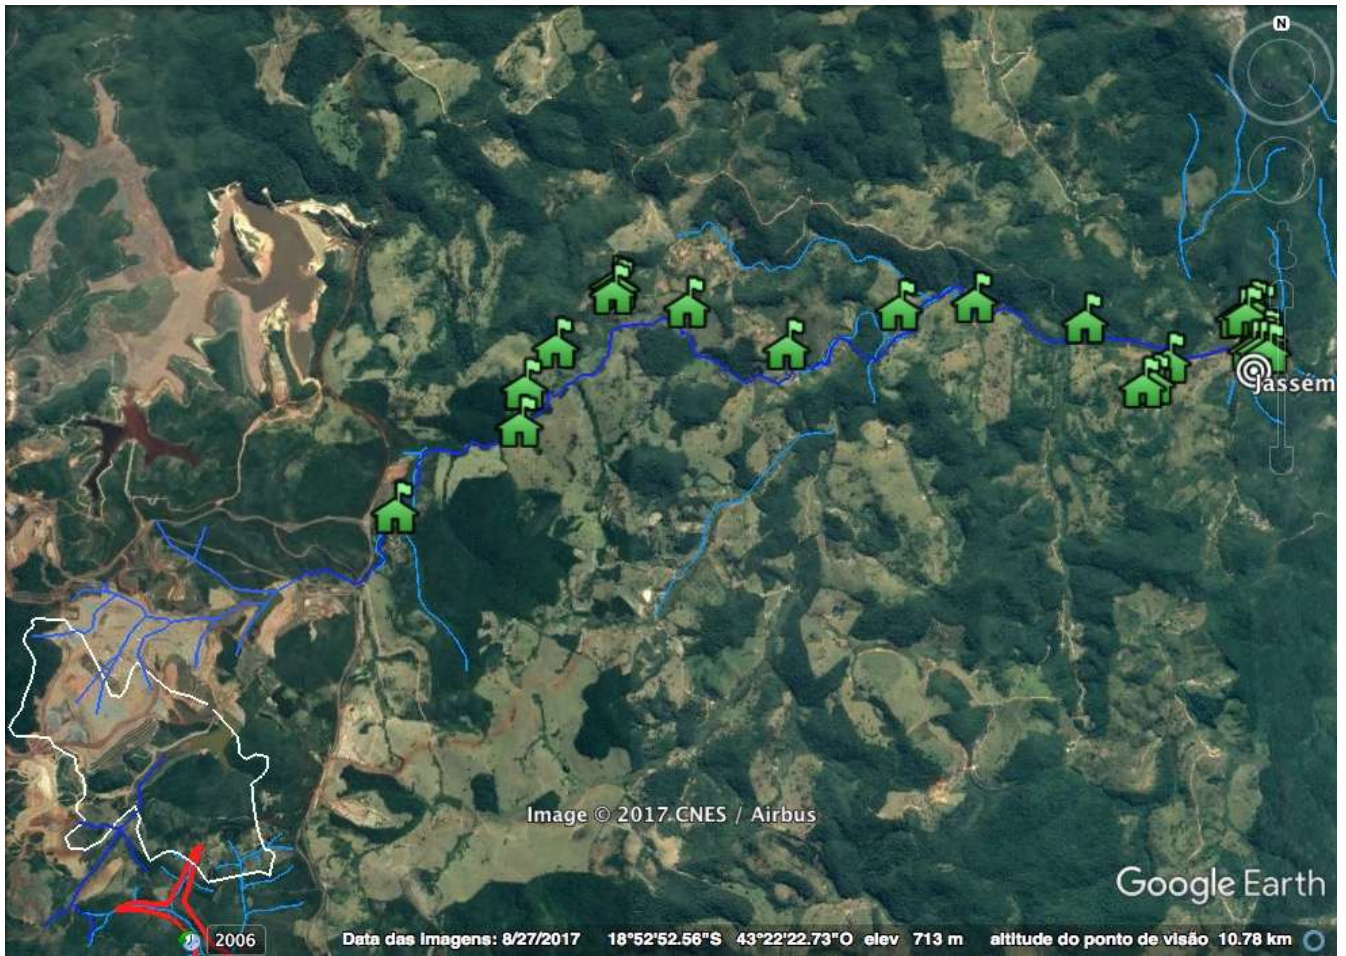 N
Jassém
Image © 2017 CNES / Airbus
Google Earth
2006
Data das imagens: 8/27/2017 18°52'52.56"S 43°22'22.73"O elev 713 m altitude do ponto de visão 10.78 km